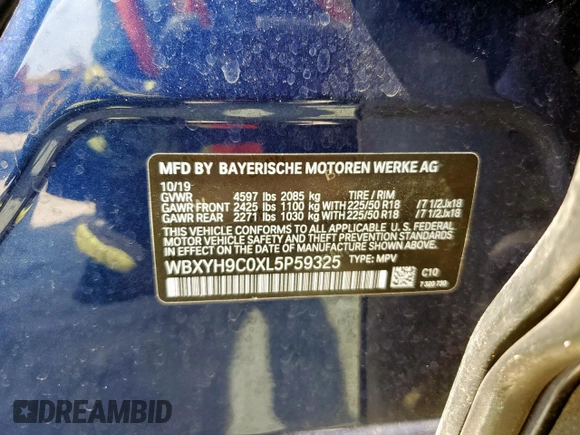 MFD BY BAYERISCHE MOTOREN WERKE AG
10/19
GVWR 4597 lbs 2085 kg TIRE / RIM
GAWR FRONT 2425 lbs 1100 kg WITH 225/50 R18 /7 1/2Jx18
GAWR REAR 2271 lbs 1030 kg WITH 225/50 R18 /7 1/2Jx18
THIS VEHICLE CONFORMS TO ALL APPLICABLE U.S. FEDERAL
MOTOR VEHICLE SAFETY AND THEFT PREVENTION STANDARDS
IN EFFECT ON THE DATE OF MANUFACTURE SHOWN ABOVE.
WBXYH9C0XL5P59325 TYPE: MPV
C10
7 320 730
DREAMBID